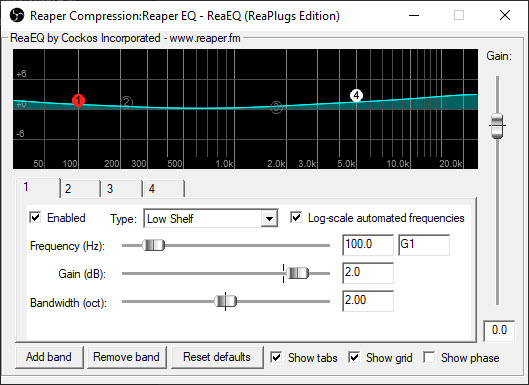 Reaper Compression:Reaper EQ - ReaEQ (ReaPlugs Edition)
ReaEQ by Cockos Incorporated - www.reaper.fm
Gain:
+6
+0
-6
1
2
3
4
50 100 300 500 1.0k 2.0k 5.0k 10.0k 20.0k
1 2 3 4
Enabled Type: Low Shelf Log-scale automated frequencies
Frequency (Hz): 100.0 G1
Gain (dB): 2.0
Bandwidth (oct): 2.00
0.0
Add band Remove band Reset defaults Show tabs Show grid Show phase